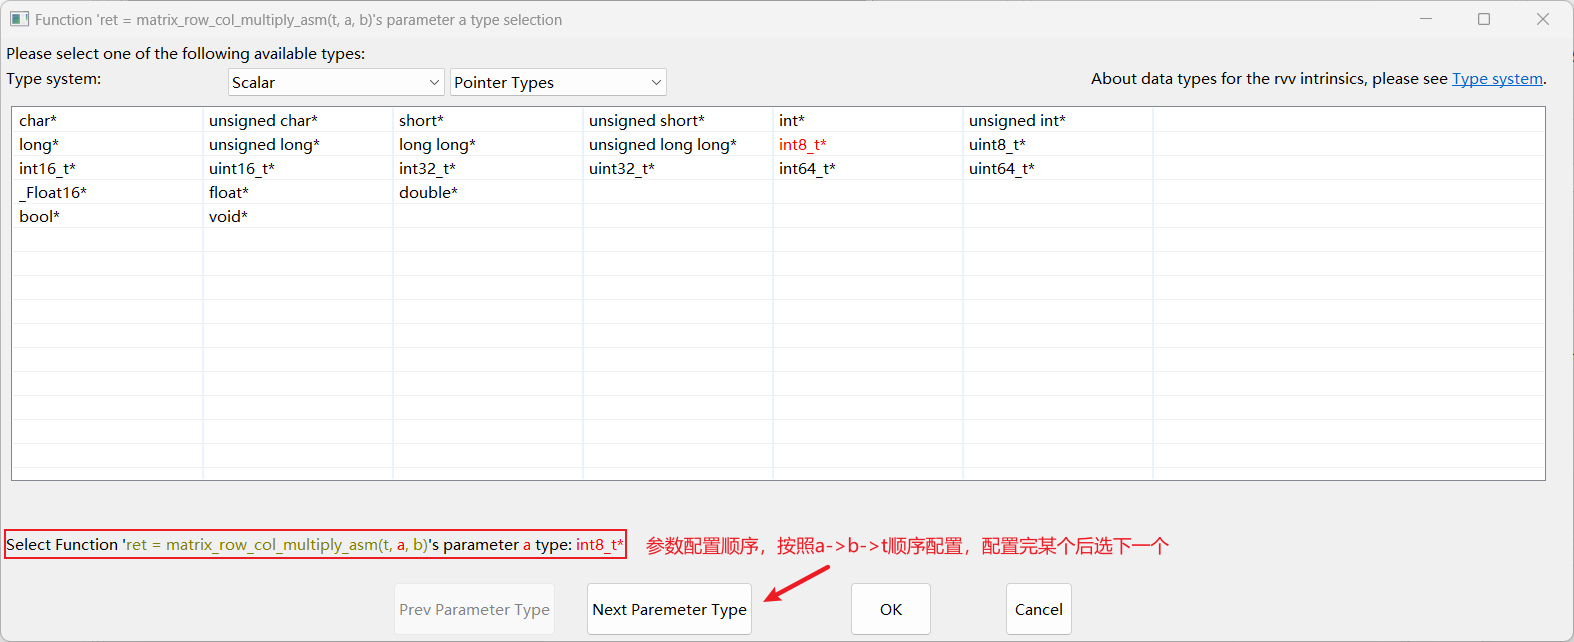 Function 'ret = matrix_row_col_multiply_asm(t, a, b)'s parameter a type selection
Please select one of the following available types:
Type system: Scalar Pointer Types About data types for the rvv intrinsics, please see Type system.
char* unsigned char* short* unsigned short* int* unsigned int*
long* unsigned long* long long* unsigned long long* int8_t* uint8_t*
int16_t* uint16_t* int32_t* uint32_t* int64_t* uint64_t*
_Float16* float* double*
bool* void*
Select Function 'ret = matrix_row_col_multiply_asm(t, a, b)'s parameter a type: int8_t* 参数配置顺序，按照a->b->t顺序配置，配置完某个后选下一个
Prev Parameter Type Next Paremeter Type OK Cancel